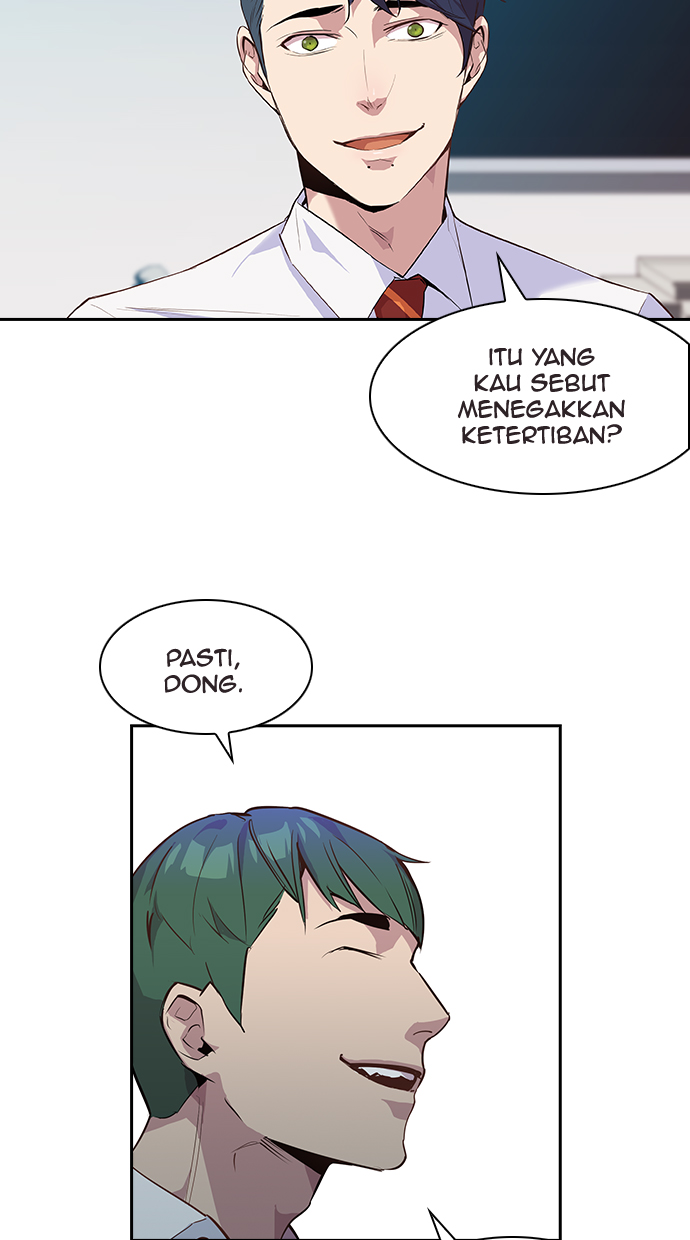 ITU YANG
KAU SEBUT
MENEGAKKAN
KETERTIBAN?
PASTI,
DONG.